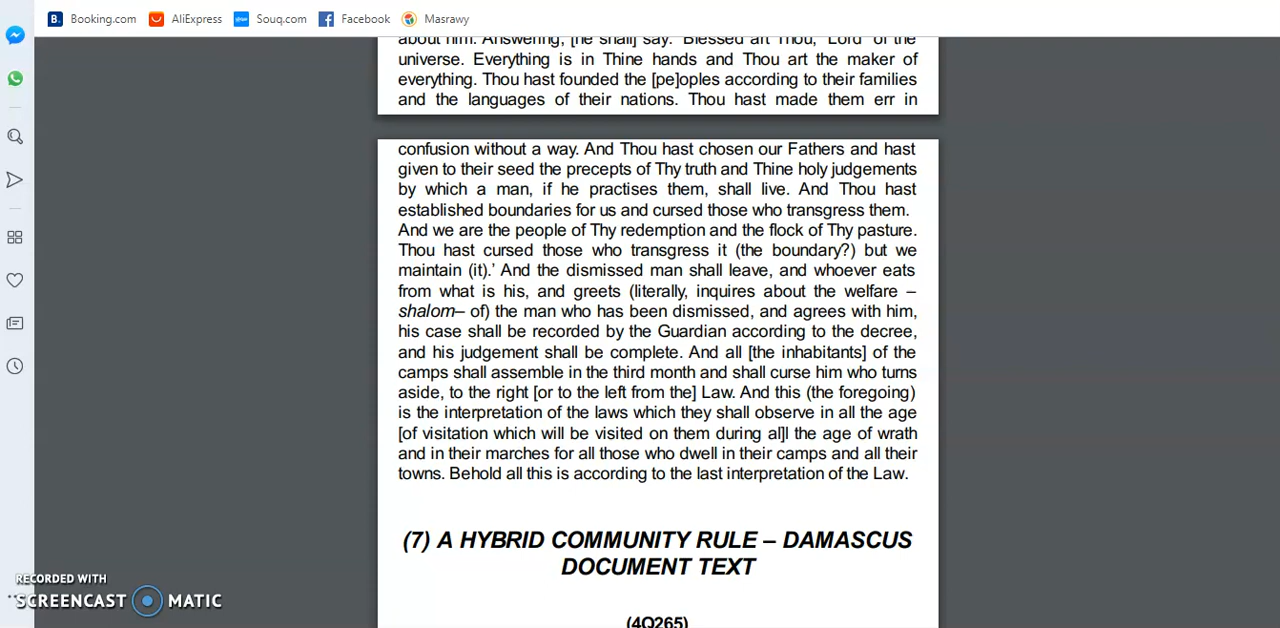 Booking.com AliExpress Souq.com Facebook Masrawy
about him. Answering, [he shall] say: 'Blessed art Thou, 'Lord' of the
universe. Everything is in Thine hands and Thou art the maker of
everything. Thou hast founded the [pe]oples according to their families
and the languages of their nations. Thou hast made them err in
confusion without a way. And Thou hast chosen our Fathers and hast
given to their seed the precepts of Thy truth and Thine holy judgements
by which a man, if he practises them, shall live. And Thou hast
established boundaries for us and cursed those who transgress them.
And we are the people of Thy redemption and the flock of Thy pasture.
Thou hast cursed those who transgress it (the boundary?) but we
maintain (it).' And the dismissed man shall leave, and whoever eats
from what is his, and greets (literally, inquires about the welfare –
shalom– of) the man who has been dismissed, and agrees with him,
his case shall be recorded by the Guardian according to the decree,
and his judgement shall be complete. And all [the inhabitants] of the
camps shall assemble in the third month and shall curse him who turns
aside, to the right [or to the left from the] Law. And this (the foregoing)
is the interpretation of the laws which they shall observe in all the age
[of visitation which will be visited on them during al]l the age of wrath
and in their marches for all those who dwell in their camps and all their
towns. Behold all this is according to the last interpretation of the Law.
(7) A HYBRID COMMUNITY RULE – DAMASCUS
DOCUMENT TEXT
(4Q265)
RECORDED WITH
SCREENCAST MATIC